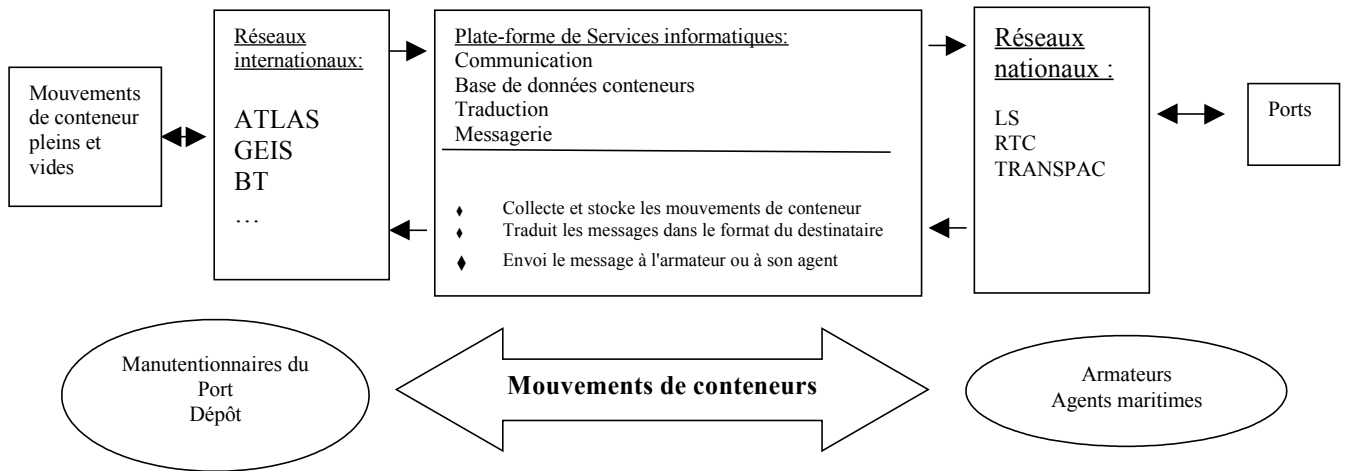 Mouvements
de conteneur
pleins et
vides
Réseaux
internationaux:
ATLAS
GEIS
BT
…
Plate-forme de Services informatiques:
Communication
Base de données conteneurs
Traduction
Messagerie
Collecte et stocke les mouvements de conteneur
Traduit les messages dans le format du destinataire
Envoi le message à l'armateur ou à son agent
Réseaux
nationaux :
LS
RTC
TRANSPAC
Ports
Manutentionnaires du
Port
Dépôt
Mouvements de conteneurs
Armateurs
Agents maritimes